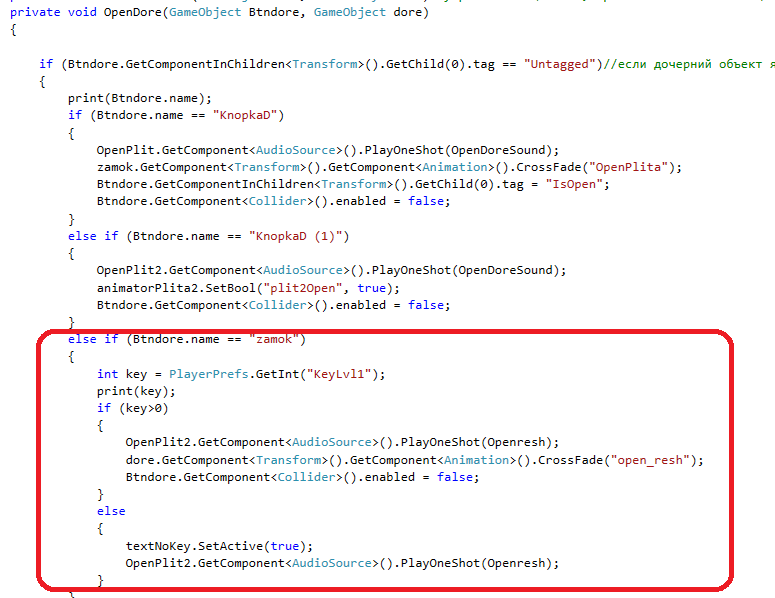 private void OpenDore(GameObject Btndore, GameObject dore)
{
if (Btndore.GetComponentInChildren<Transform>().GetChild(0).tag == "Untagged")//если дочерний объект я
{
print(Btndore.name);
if (Btndore.name == "KnopkaD")
{
OpenPlit.GetComponent<AudioSource>().PlayOneShot(OpenDoreSound);
zamok.GetComponent<Transform>().GetComponent<Animation>().CrossFade("OpenPlita");
Btndore.GetComponentInChildren<Transform>().GetChild(0).tag = "IsOpen";
Btndore.GetComponent<Collider>().enabled = false;
}
else if (Btndore.name == "KnopkaD (1)")
{
OpenPlit2.GetComponent<AudioSource>().PlayOneShot(OpenDoreSound);
animatorPlita2.SetBool("plit2Open", true);
Btndore.GetComponent<Collider>().enabled = false;
}
else if (Btndore.name == "zamok")
{
int key = PlayerPrefs.GetInt("KeyLvl1");
print(key);
if (key>0)
{
OpenPlit2.GetComponent<AudioSource>().PlayOneShot(Openresh);
dore.GetComponent<Transform>().GetComponent<Animation>().CrossFade("open_resh");
Btndore.GetComponent<Collider>().enabled = false;
}
else
{
textNoKey.SetActive(true);
OpenPlit2.GetComponent<AudioSource>().PlayOneShot(Openresh);
}